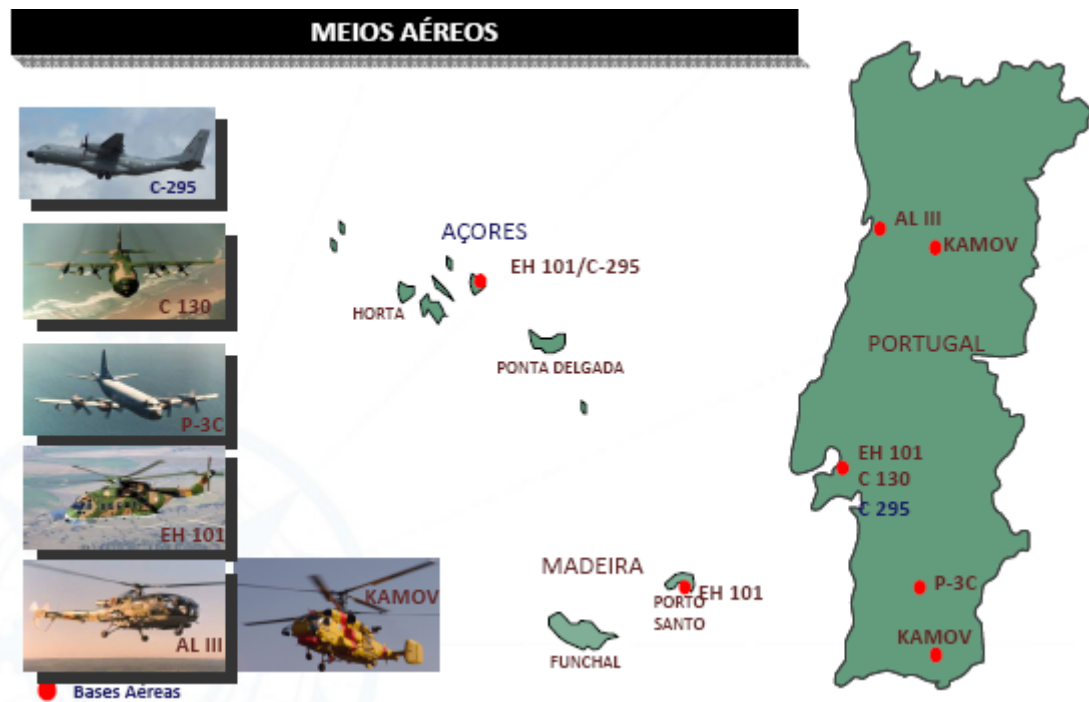 MEIOS AÉREOS
C-295
C 130
P-3C
EH 101
AL III
KAMOV
Bases Aéreas
AÇORES
EH 101/C-295
HORTA
PONTA DELGADA
MADEIRA
EH 101
PORTO
SANTO
FUNCHAL
AL III
KAMOV
PORTUGAL
EH 101
C 130
C 295
P-3C
KAMOV